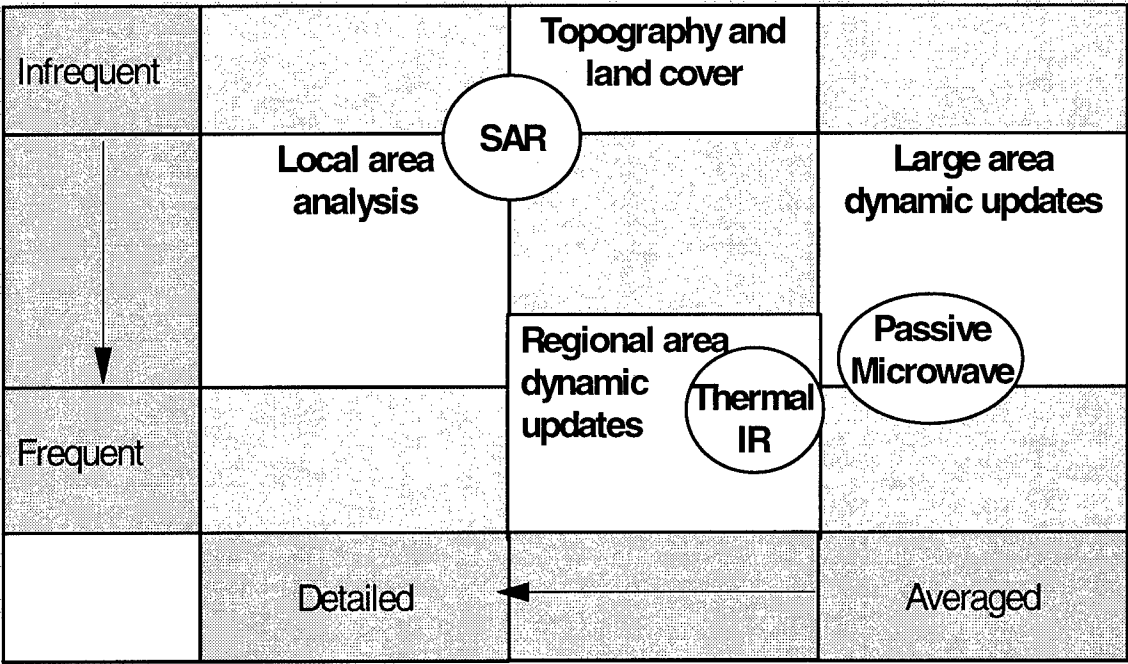 Infrequent
Topography and
land cover
SAR
Local area
analysis
Large area
dynamic updates
Passive
Microwave
Regional area
dynamic
updates
Thermal
IR
Frequent
Detailed
Averaged